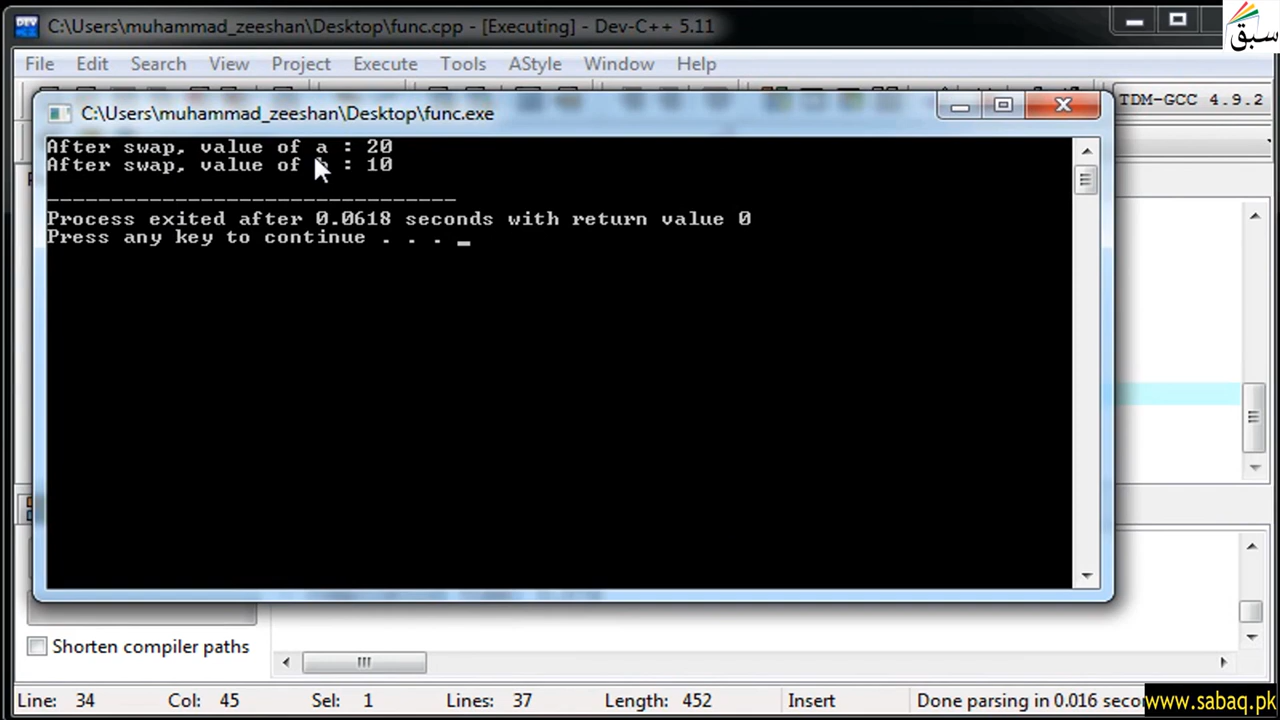 C:\Users\muhammad_zeeshan\Desktop\func.cpp - [Executing] - Dev-C++ 5.11
سبق
File Edit Search View Project Execute Tools AStyle Window Help
TDM-GCC 4.9.2
C:\Users\muhammad_zeeshan\Desktop\func.exe
After swap, value of a : 20
After swap, value of : 10
Process exited after 0.0618 seconds with return value 0
Press any key to continue . . .
Shorten compiler paths
Line: 34 Col: 45 Sel: 1 Lines: 37 Length: 452 Insert Done parsing in 0.016
www.sabaq.pk